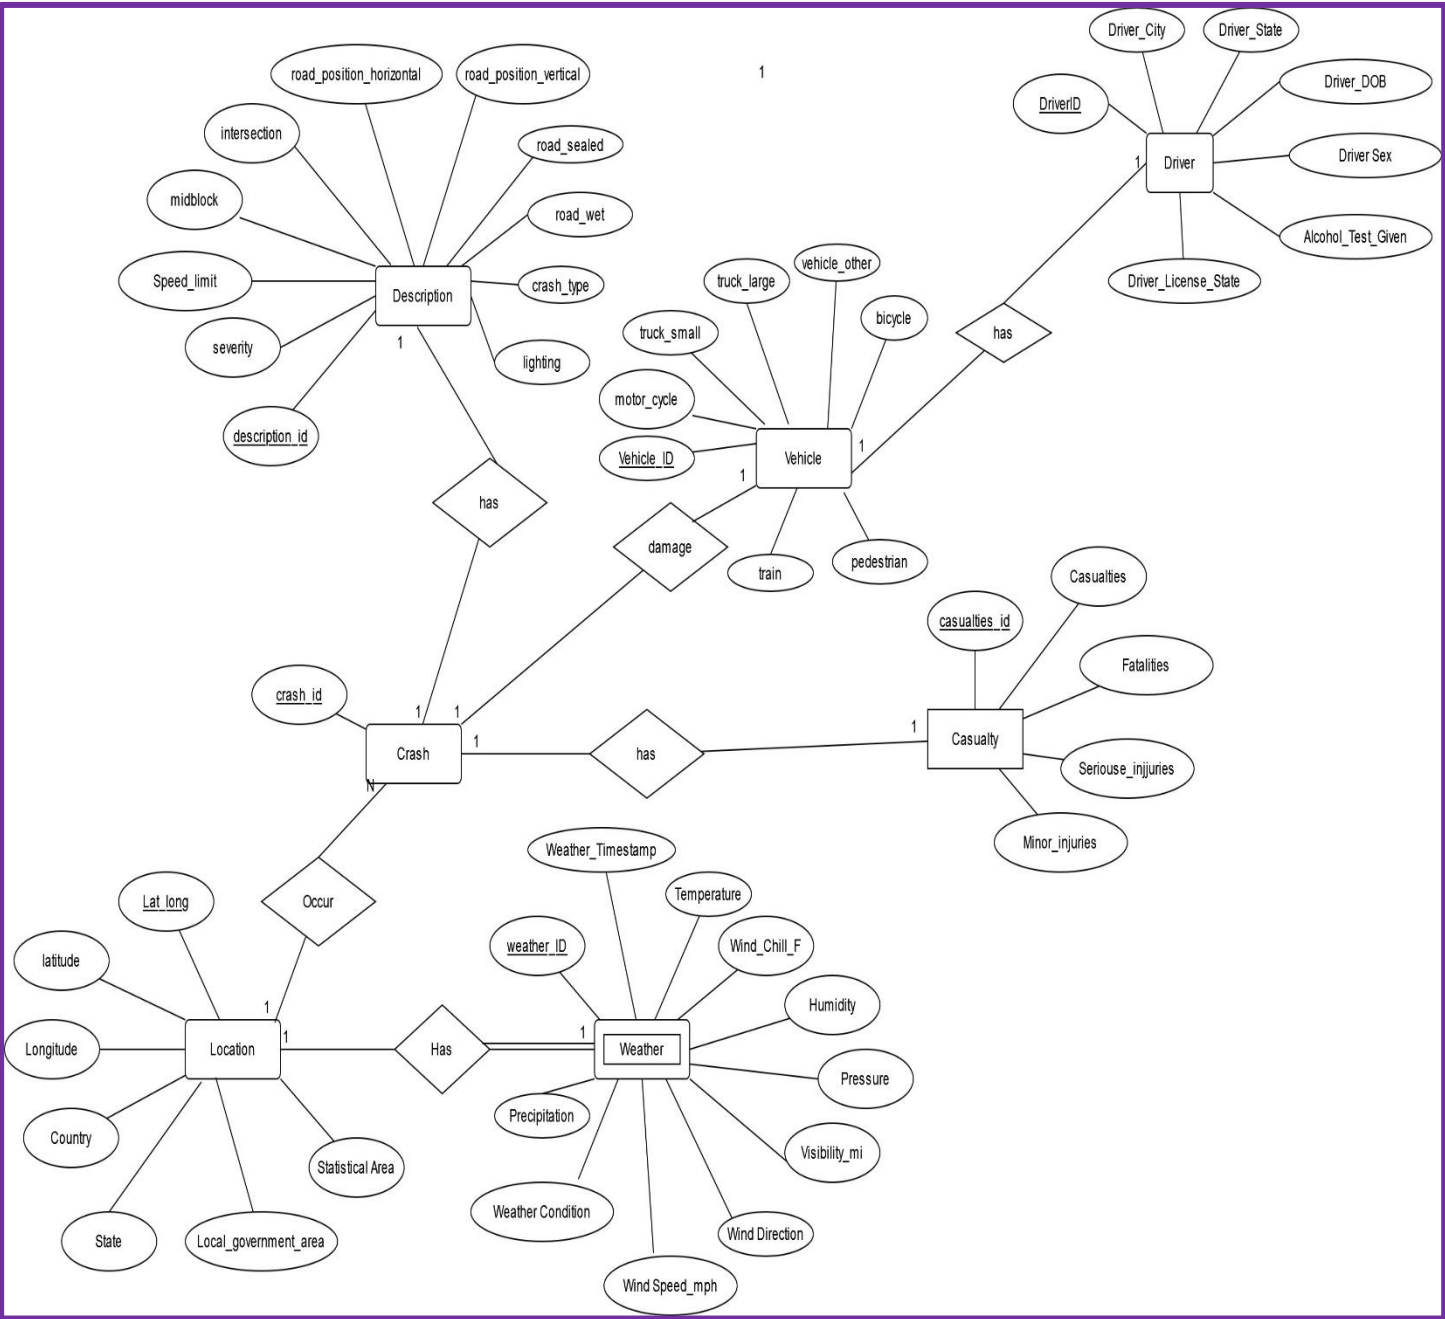 Driver_City
Driver_State
road_position_horizontal
road_position_vertical
1
Driver_DOB
DriverID
intersection
road_sealed
Driver Sex
1
Driver
midblock
road_wet
Alcohol_Test_Given
vehicle_other
Speed_limit
truck_large
Driver_License_State
crash_type
Description
bicycle
truck_small
has
1
severity
lighting
motor_cycle
description_id
1
Vehicle_ID
Vehicle
1
has
damage
train
pedestrian
Casualties
casualties_id
Fatalities
crash_id
1
1
1
1
Crash
has
Casualty
Seriouse_injjuries
N
Minor_injuries
Weather_Timestamp
Temperature
Lat_long
Occur
weather_ID
Wind_Chill_F
latitude
Humidity
1
1
1
Longitude
Location
Has
Weather
Pressure
Precipitation
Country
Visibility_mi
Statistical Area
Weather Condition
Wind Direction
State
Local_government_area
Wind Speed_mph